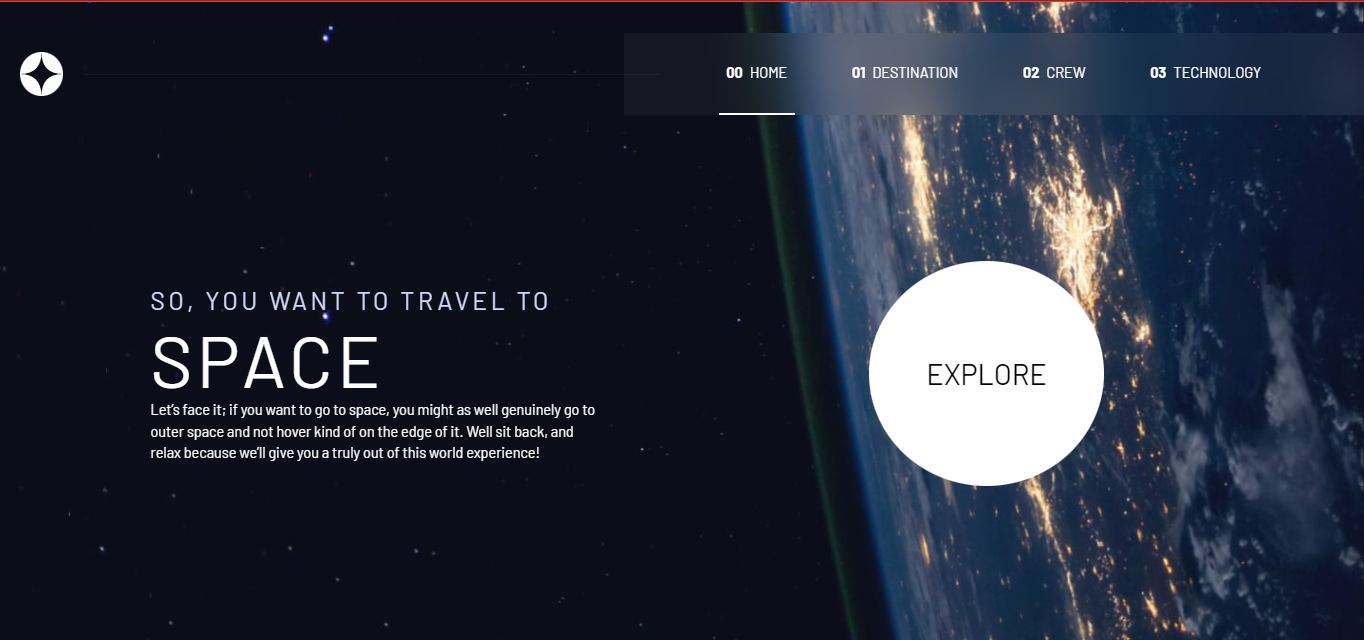 00 HOME 01 DESTINATION 02 CREW 03 TECHNOLOGY
SO, YOU WANT TO TRAVEL TO
SPACE
Let’s face it; if you want to go to space, you might as well genuinely go to
outer space and not hover kind of on the edge of it. Well sit back, and
relax because we’ll give you a truly out of this world experience!
EXPLORE